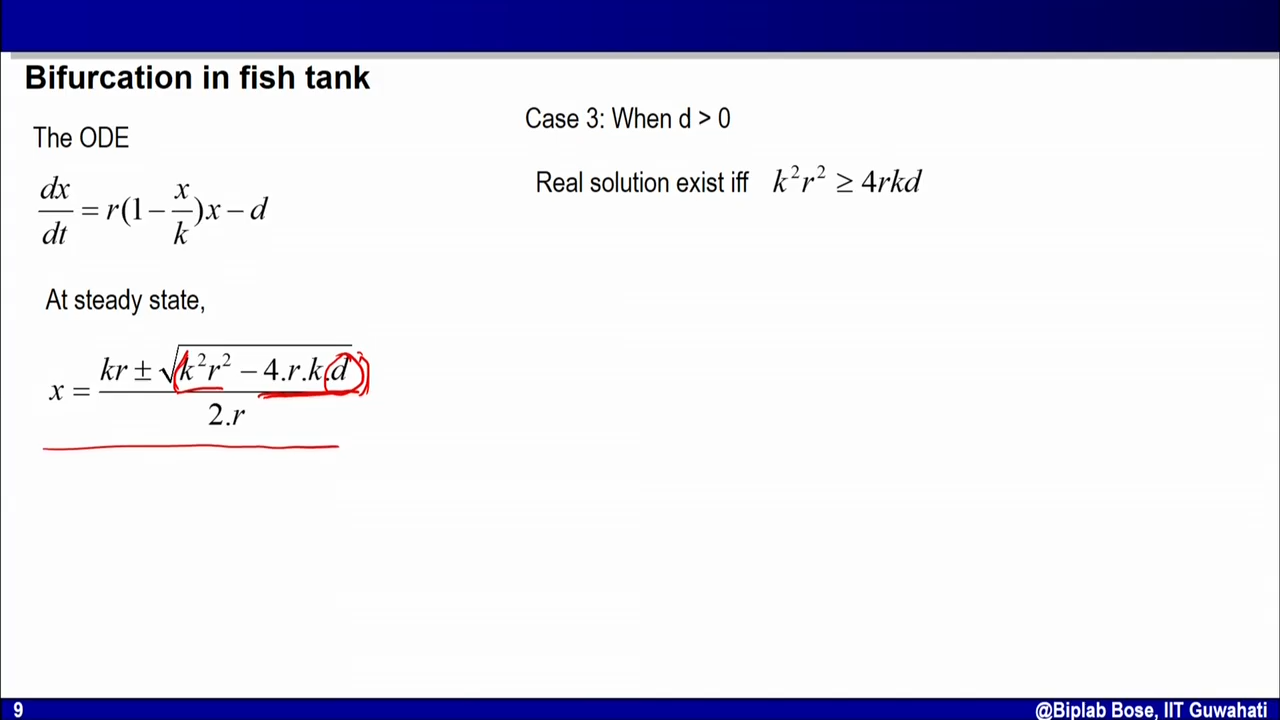 Bifurcation in fish tank
The ODE
dx/dt = r(1 − x/k)x − d
At steady state,
x = (kr ± √(k²r² − 4.r.k.d)) / 2.r
Case 3: When d > 0
Real solution exist iff k²r² ≥ 4rkd
9
@Biplab Bose, IIT Guwahati